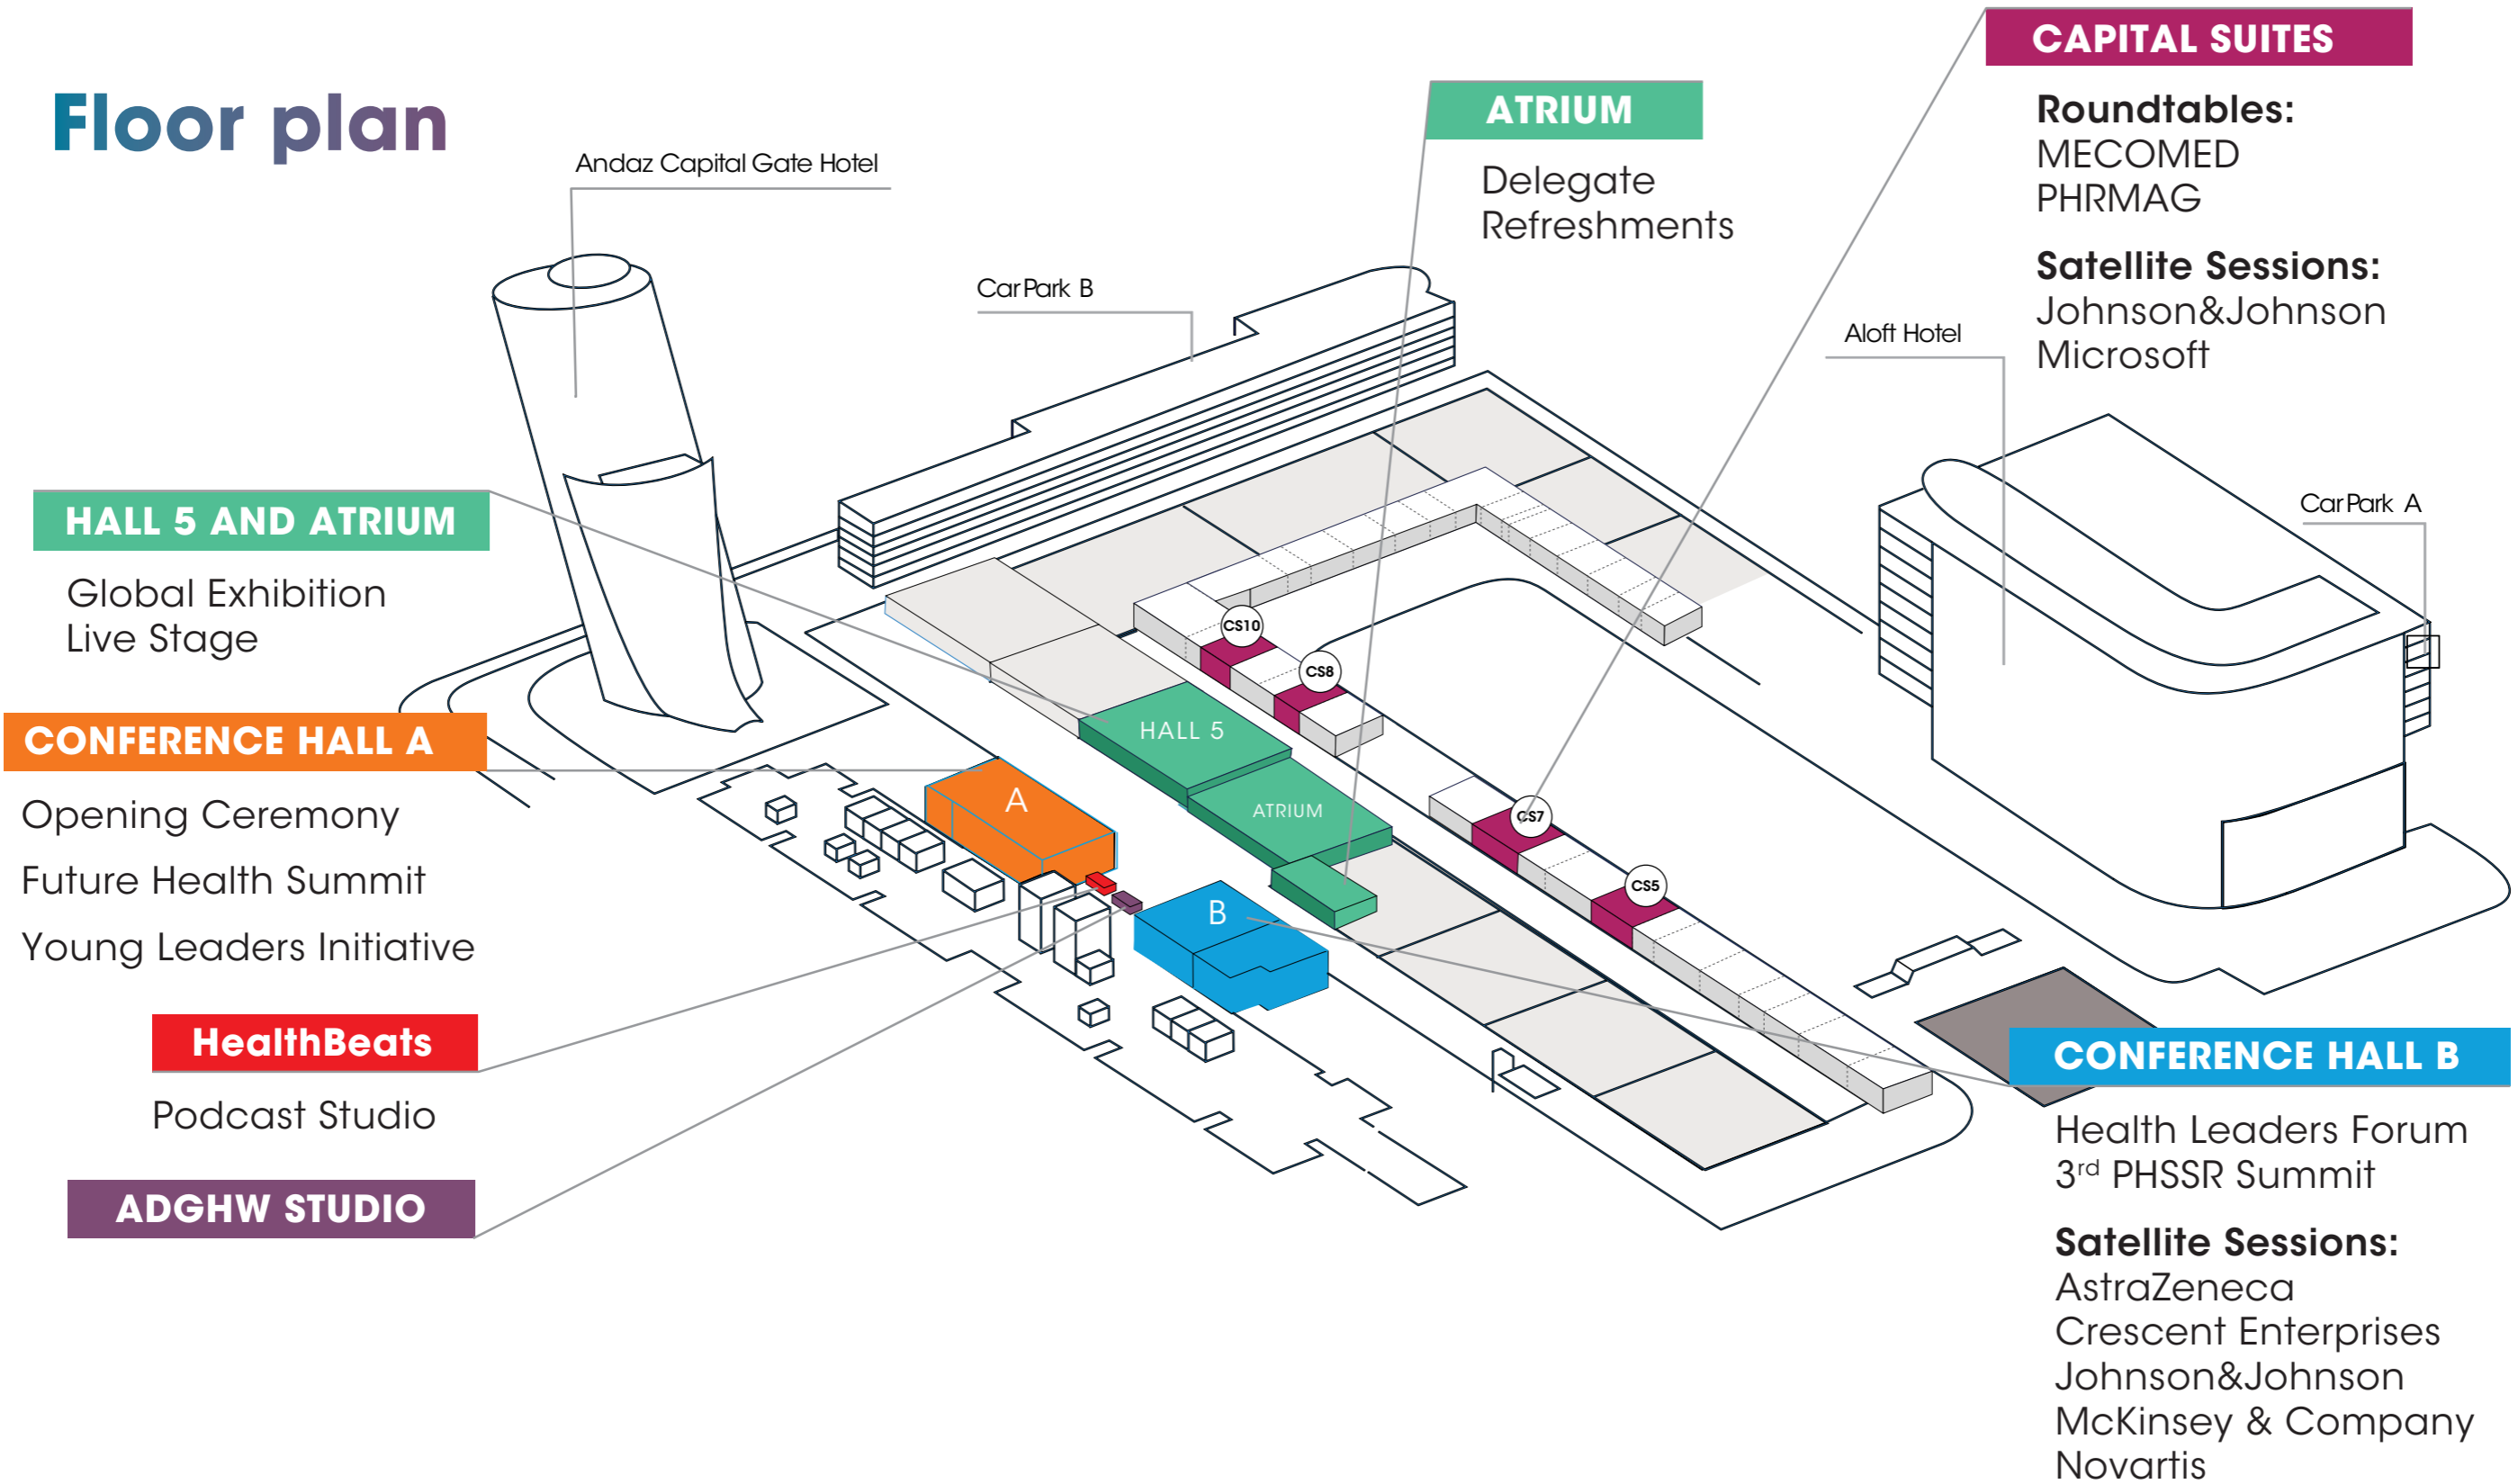 Floor plan
Andaz Capital Gate Hotel
Car Park B
ATRIUM
Delegate
Refreshments
CAPITAL SUITES
Roundtables:
MECOMED
PHRMAG
Satellite Sessions:
Johnson&Johnson
Microsoft
Aloft Hotel
Car Park A
HALL 5 AND ATRIUM
Global Exhibition
Live Stage
CONFERENCE HALL A
Opening Ceremony
Future Health Summit
Young Leaders Initiative
HealthBeats
Podcast Studio
ADGHW STUDIO
CS10
CS8
HALL 5
A
ATRIUM
CS7
CS5
B
CONFERENCE HALL B
Health Leaders Forum
3rd PHSSR Summit
Satellite Sessions:
AstraZeneca
Crescent Enterprises
Johnson&Johnson
McKinsey & Company
Novartis